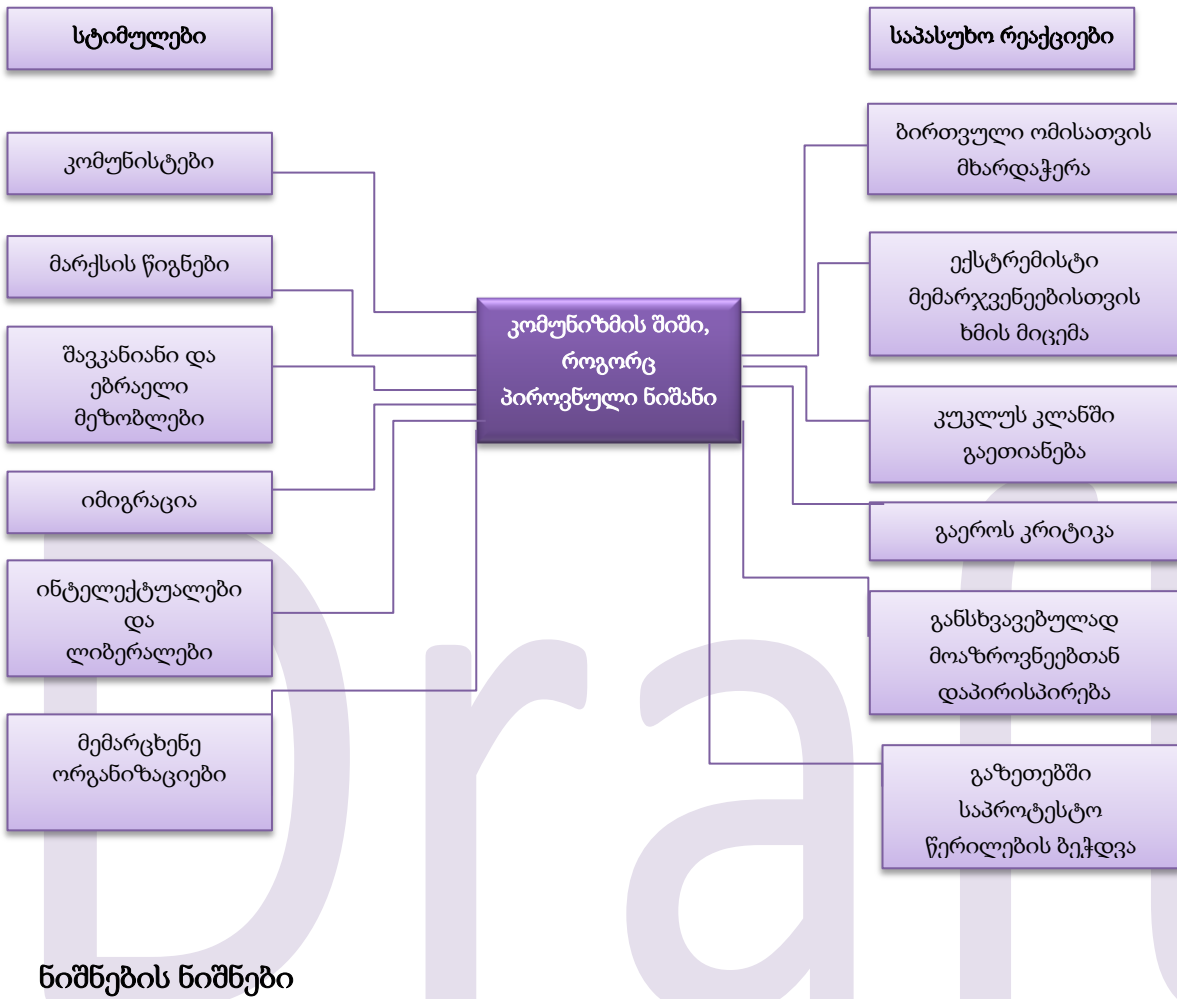 სტიმულები
საპასუხო რეაქციები
კომუნისტები
მარქსის წიგნები
შავკანიანი და
ებრაელი
მეზობლები
იმიგრაცია
ინტელექტუალები
და
ლიბერალები
მემარცხენე
ორგანიზაციები
კომუნიზმის შიში,
როგორც
პიროვნული ნიშანი
ბირთვული ომისათვის
მხარდაჭერა
ექსტრემისტი
მემარჯვენეებისთვის
ხმის მიცემა
კუკლუს კლანში
გაეთიანება
გაეროს კრიტიკა
განსხვავებულად
მოაზროვნეებთან
დაპირისპირება
გაზეთებში
საპროტესტო
წერილების ბეჭდვა
ნიშნების ნიშნები
Draft